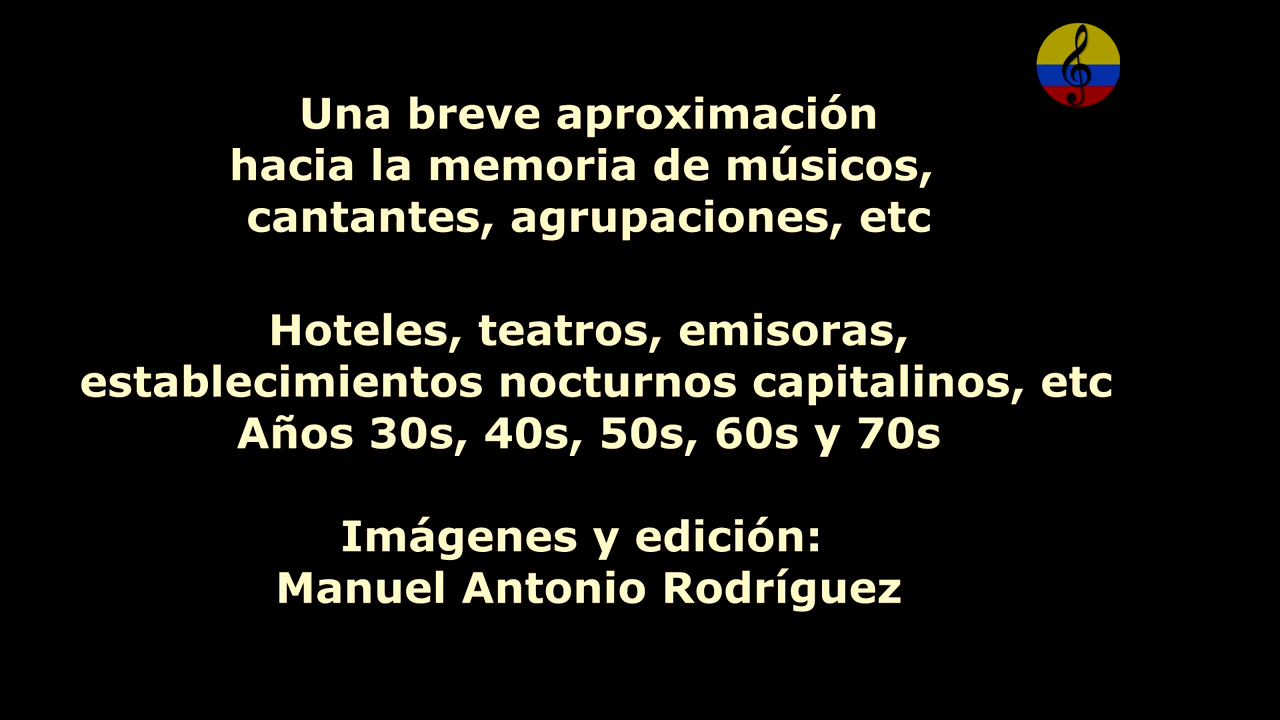 Una breve aproximación
hacia la memoria de músicos,
cantantes, agrupaciones, etc
Hoteles, teatros, emisoras,
establecimientos nocturnos capitalinos, etc
Años 30s, 40s, 50s, 60s y 70s
Imágenes y edición:
Manuel Antonio Rodríguez